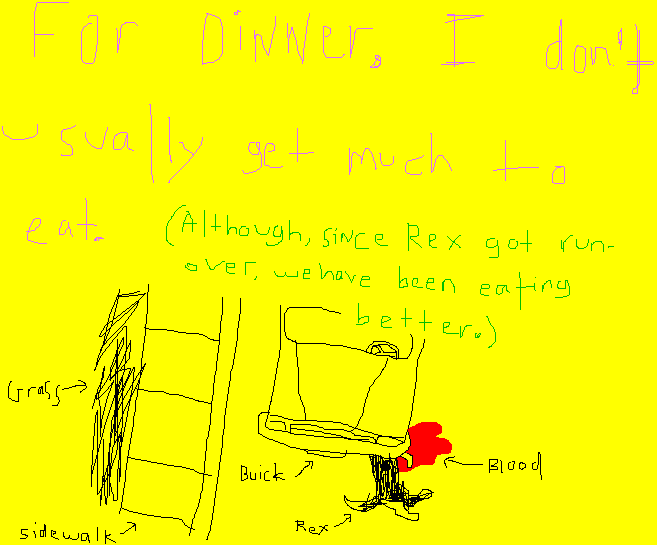 For Dinner. I don't
usually get much to
eat.
(Although, since Rex got run-
over, we have been eating
better.)
Grass
Buick
Blood
Rex
sidewalk